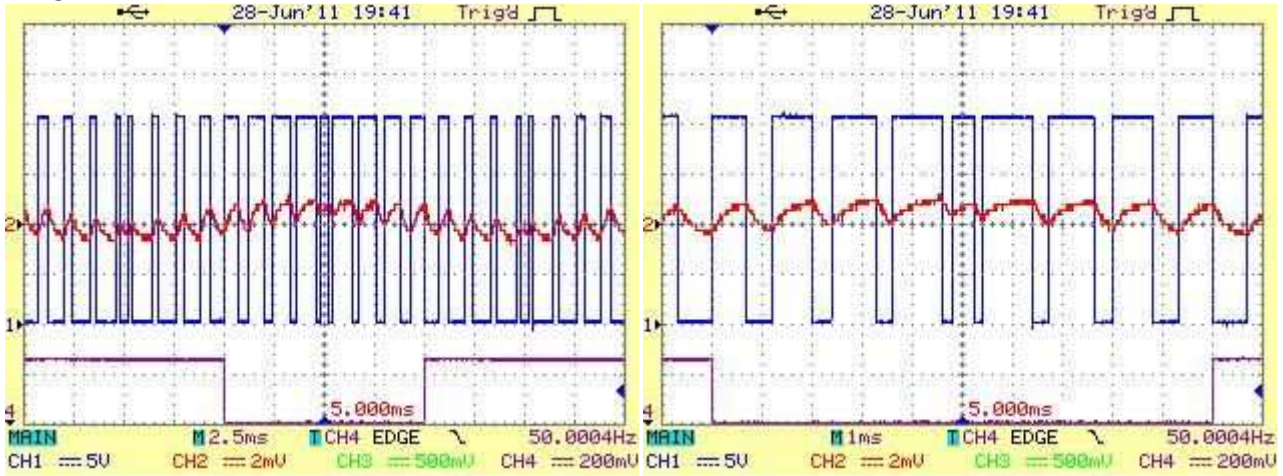 28-Jun'11 19:41 Trig'd
2
1
4
5.000ms
MAIN M 2.5ms T CH4 EDGE 50.0004Hz
CH1 5V CH2 2mV CH3 500mV CH4 200mV
28-Jun'11 19:41 Trig'd
2
1
4
5.000ms
MAIN M 1ms T CH4 EDGE 50.0004Hz
CH1 5V CH2 2mV CH3 500mV CH4 200mV